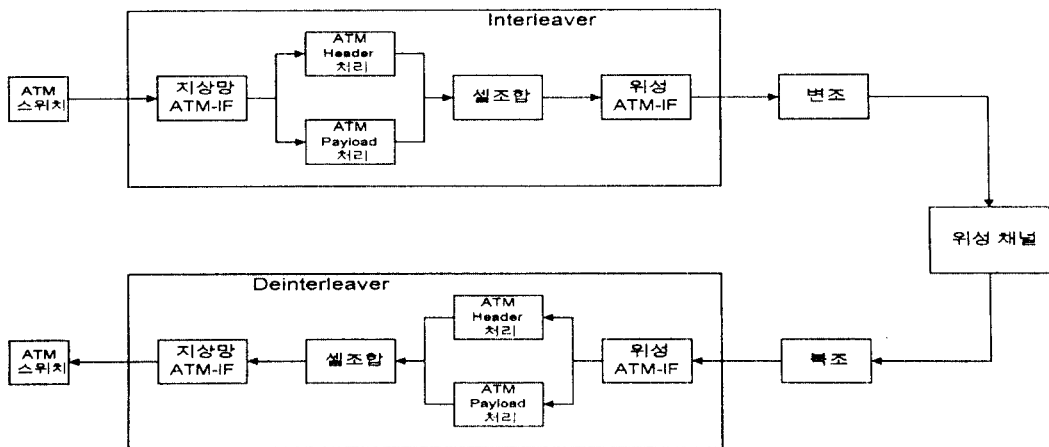 Interleaver
ATM
스위치
지상망
ATM-IF
ATM
Header
처리
ATM
Payload
처리
셀조합
위성
ATM-IF
변조
위성 채널
Deinterleaver
ATM
스위치
지상망
ATM-IF
셀조합
ATM
Header
처리
ATM
Payload
처리
위성
ATM-IF
복조